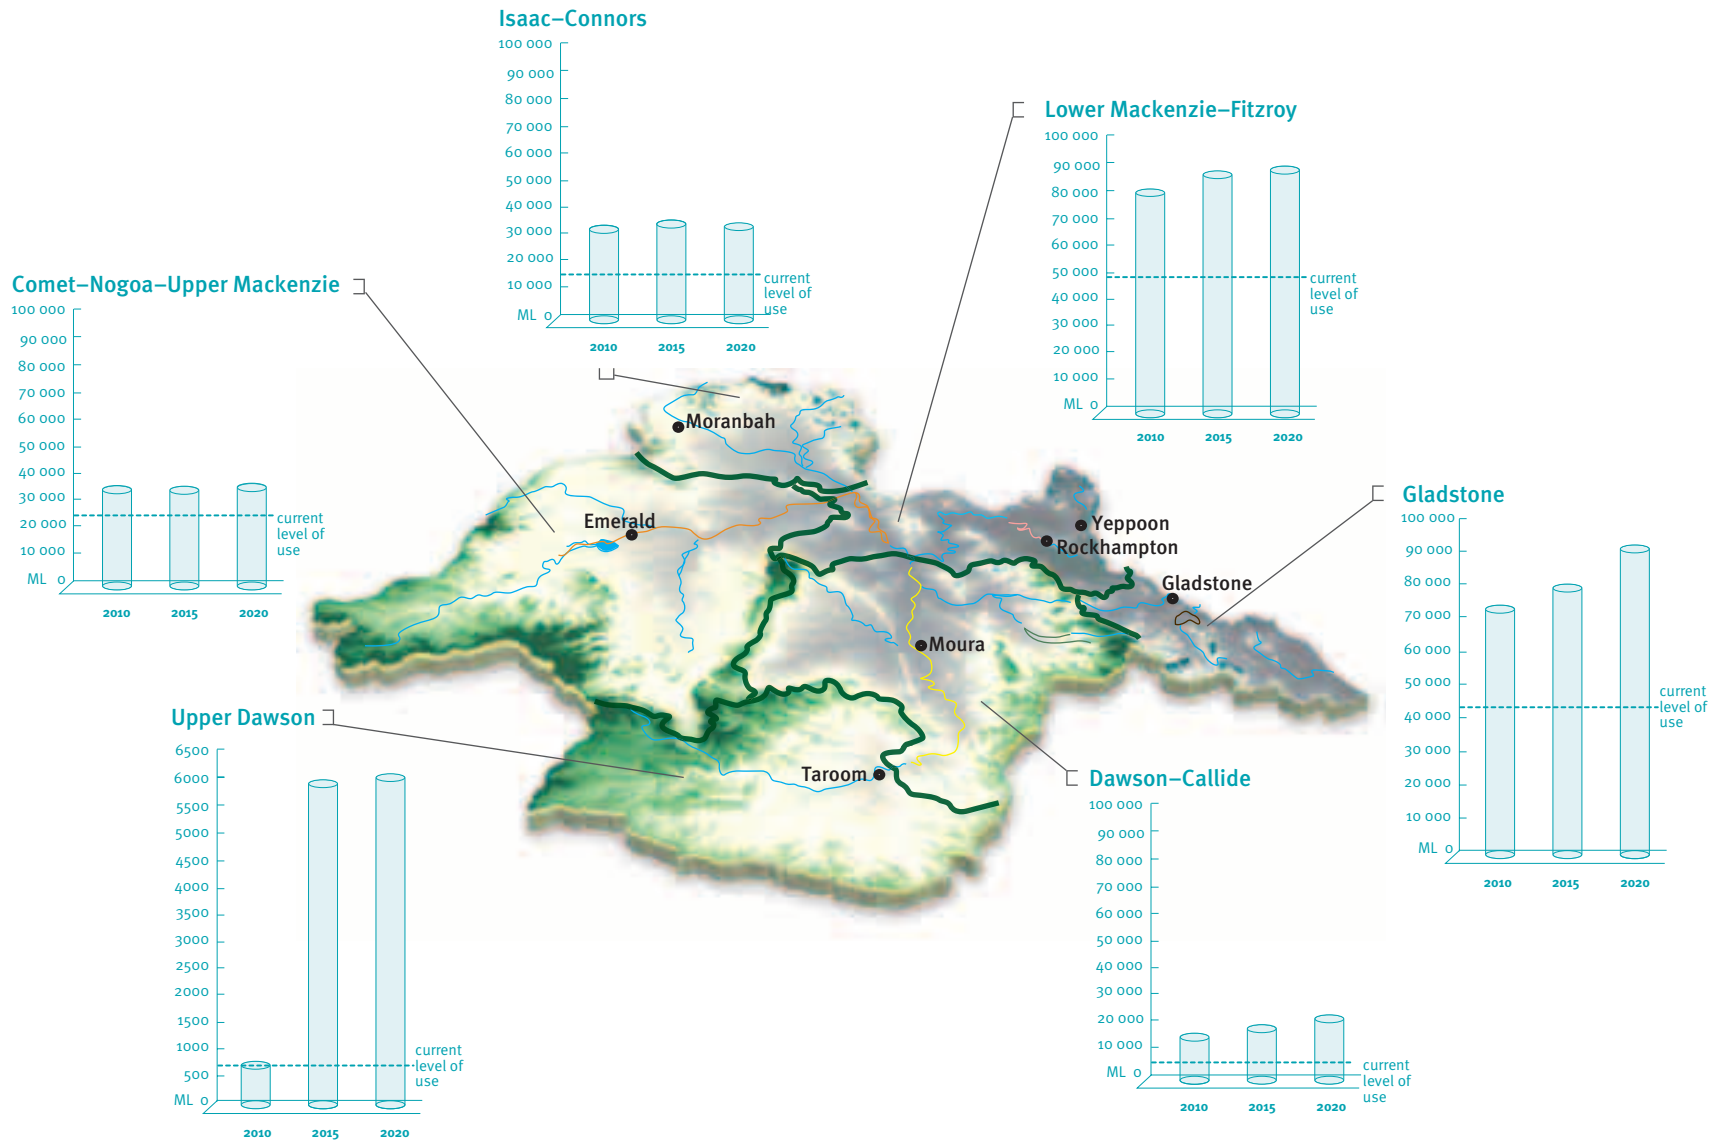 Isaac–Connors
100 000
90 000
80 000
70 000
60 000
50 000
40 000
30 000
20 000
10 000
ML 0
current
level of
use
2010 2015 2020
Lower Mackenzie–Fitzroy
100 000
90 000
80 000
70 000
60 000
50 000
40 000
30 000
20 000
10 000
ML 0
current
level of
use
2010 2015 2020
Comet–Nogoa–Upper Mackenzie
100 000
90 000
80 000
70 000
60 000
50 000
40 000
30 000
20 000
10 000
ML 0
current
level of
use
2010 2015 2020
Moranbah
Emerald
Yeppoon
Rockhampton
Gladstone
Moura
Taroom
Gladstone
100 000
90 000
80 000
70 000
60 000
50 000
40 000
30 000
20 000
10 000
ML 0
current
level of
use
2010 2015 2020
Upper Dawson
6500
6000
5500
5000
4500
4000
3500
3000
2500
2000
1500
1000
500
ML 0
current
level of
use
2010 2015 2020
Dawson–Callide
100 000
90 000
80 000
70 000
60 000
50 000
40 000
30 000
20 000
10 000
ML 0
current
level of
use
2010 2015 2020